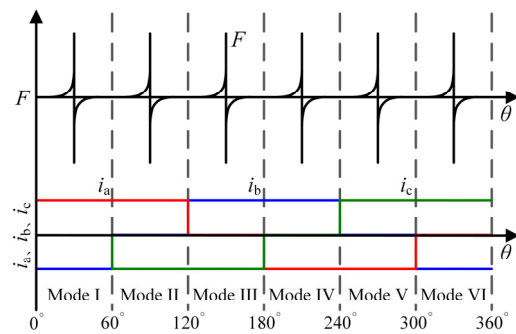 F
F
θ
i_a
i_b
i_c
i_a、i_b、i_c
θ
Mode I
Mode II
Mode III
Mode IV
Mode V
Mode VI
0°
60°
120°
180°
240°
300°
360°